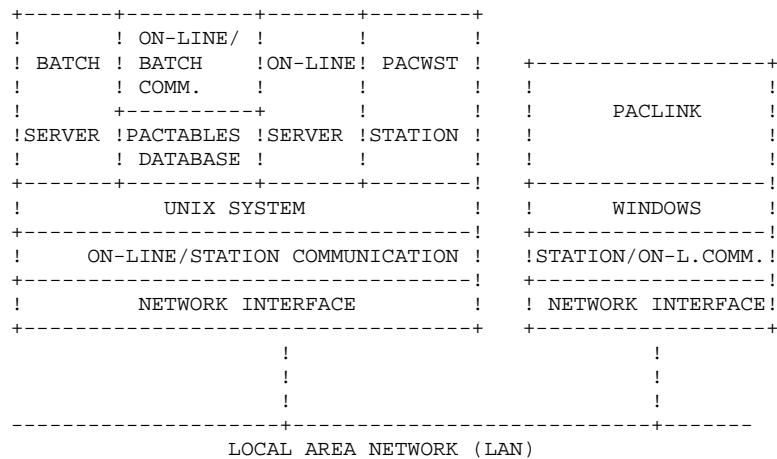 +-------+----------+-------+--------+
!       ! ON-LINE/ !       !        !
! BATCH ! BATCH    !ON-LINE! PACWST !   +------------------+
!       ! COMM.    !       !        !   !                  !
!       +----------+       !        !   !      PACLINK     !
!SERVER !PACTABLES !SERVER !STATION !   !                  !
!       ! DATABASE !       !        !   !                  !
+-------+----------+-------+--------!   +------------------!
!           UNIX SYSTEM             !   !      WINDOWS     !
+-----------------------------------!   +------------------!
!     ON-LINE/STATION COMMUNICATION !   !STATION/ON-L.COMM.!
+-----------------------------------!   +------------------!
!         NETWORK INTERFACE         !   ! NETWORK INTERFACE!
+-----------------------------------+   +------------------+
                     !                            !
                     !                            !
                     !                            !
---------------------+----------------------------+-------
                 LOCAL AREA NETWORK (LAN)